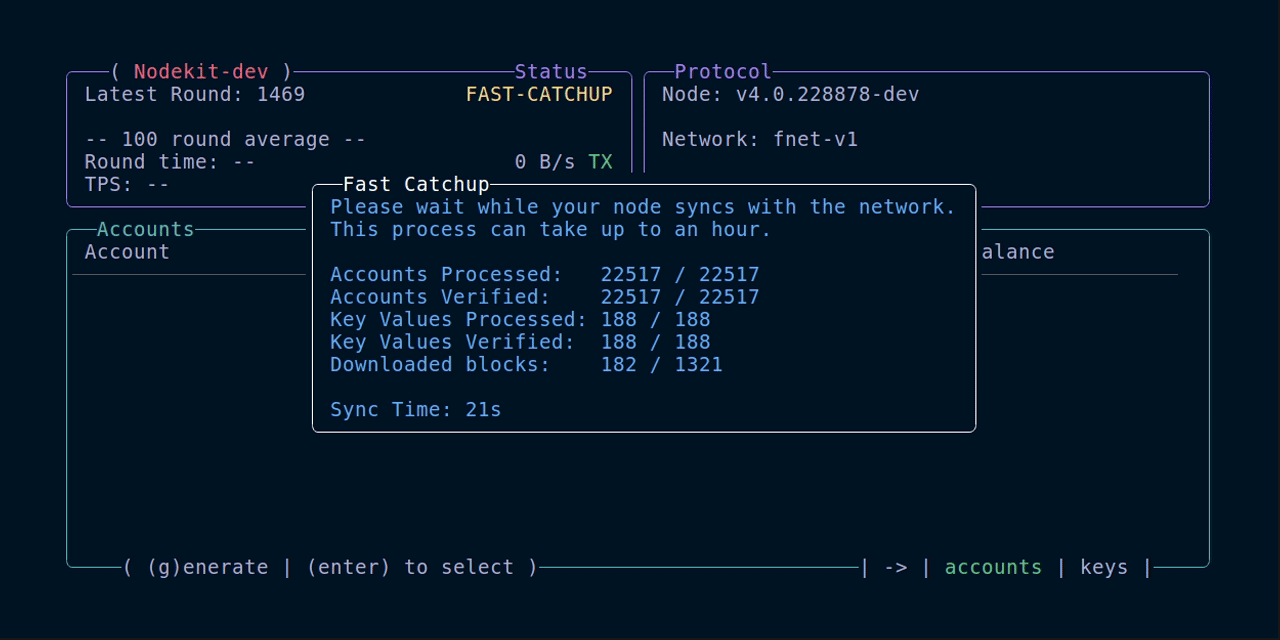 ( Nodekit-dev ) Status
Latest Round: 1469 FAST-CATCHUP
-- 100 round average --
Round time: -- 0 B/s TX
TPS: --
Protocol
Node: v4.0.228878-dev
Network: fnet-v1
Fast Catchup
Please wait while your node syncs with the network.
This process can take up to an hour.
Accounts Processed: 22517 / 22517
Accounts Verified: 22517 / 22517
Key Values Processed: 188 / 188
Key Values Verified: 188 / 188
Downloaded blocks: 182 / 1321
Sync Time: 21s
Accounts
Account alance
( (g)enerate | (enter) to select ) | -> | accounts | keys |